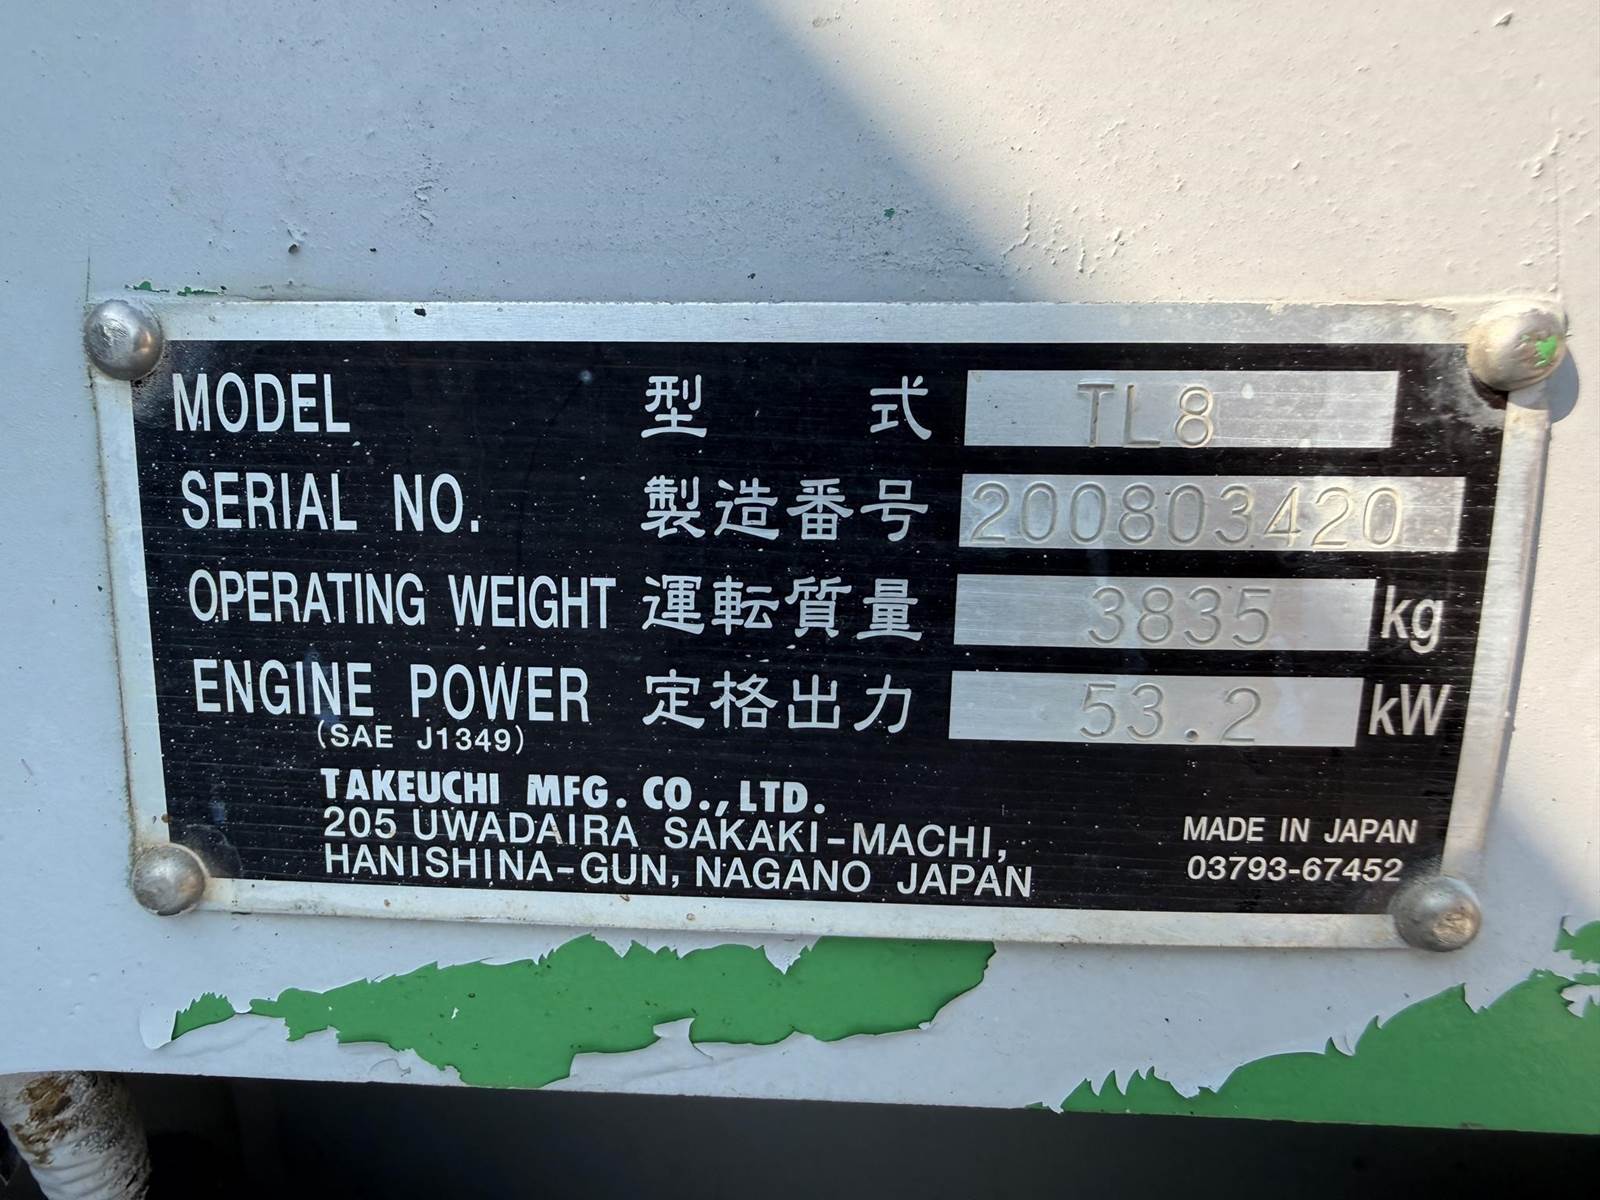 MODEL 型 式 TL8
SERIAL NO. 製造番号 200803420
OPERATING WEIGHT 運転質量 3835 kg
ENGINE POWER 定格出力 53.2 kW
(SAE J1349)
TAKEUCHI MFG. CO., LTD.
205 UWADAIRA SAKAKI-MACHI,
HANISHINA-GUN, NAGANO JAPAN
MADE IN JAPAN
03793-67452